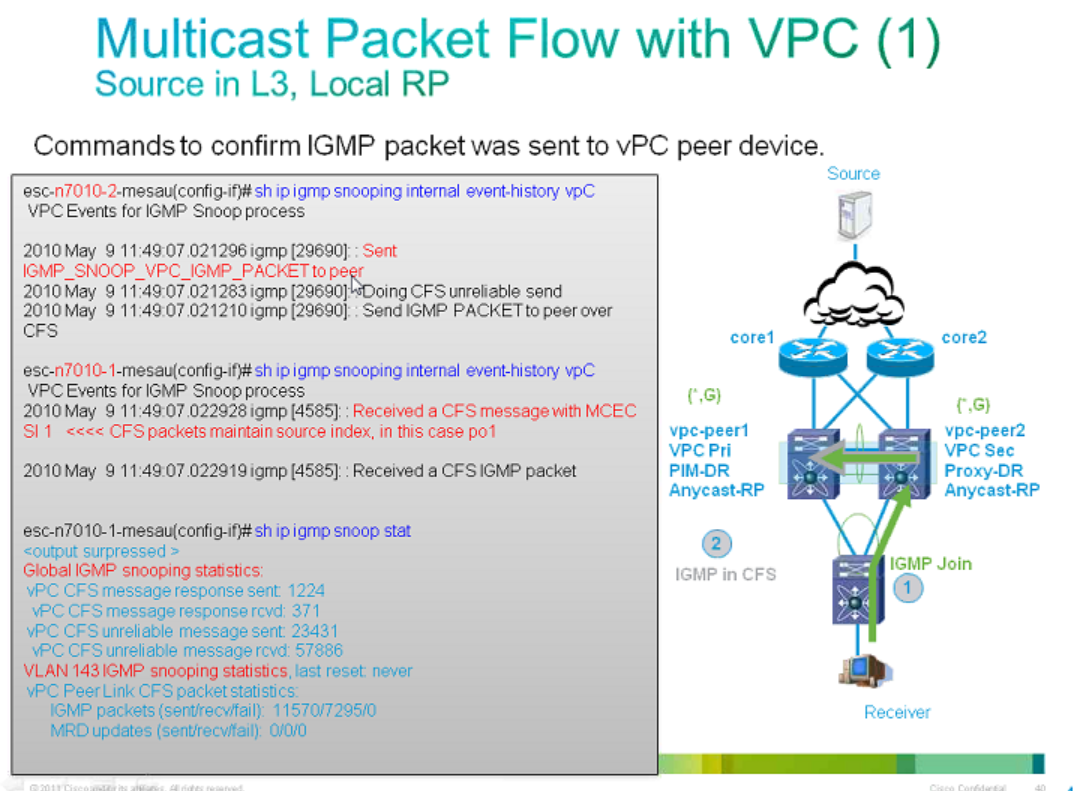 Multicast Packet Flow with VPC (1)
Source in L3, Local RP
Commands to confirm IGMP packet was sent to vPC peer device.
esc-n7010-2-mesau(config-if)# sh ip igmp snooping internal event-history vpC
VPC Events for IGMP Snoop process
2010 May 9 11:49:07.021296 igmp [29690]: : Sent
IGMP_SNOOP_VPC_IGMP_PACKET to peer
2010 May 9 11:49:07.021283 igmp [29690]: : Doing CFS unreliable send
2010 May 9 11:49:07.021210 igmp [29690]: : Send IGMP PACKET to peer over
CFS
esc-n7010-1-mesau(config-if)# sh ip igmp snooping internal event-history vpC
VPC Events for IGMP Snoop process
2010 May 9 11:49:07.022928 igmp [4585]: : Received a CFS message with MCEC
SI 1 <<<< CFS packets maintain source index, in this case po1
2010 May 9 11:49:07.022919 igmp [4585]: : Received a CFS IGMP packet
esc-n7010-1-mesau(config-if)# sh ip igmp snoop stat
<output surpressed >
Global IGMP snooping statistics:
vPC CFS message response sent: 1224
vPC CFS message response rcvd: 371
vPC CFS unreliable message sent: 23431
vPC CFS unreliable message rcvd: 57886
VLAN 143 IGMP snooping statistics, last reset: never
vPC Peer Link CFS packet statistics:
IGMP packets (sent/recv/fail): 11570/7295/0
MRD updates (sent/recv/fail): 0/0/0
Source
core1
core2
(*,G)
(*,G)
vpc-peer1
VPC Pri
PIM-DR
Anycast-RP
vpc-peer2
VPC Sec
Proxy-DR
Anycast-RP
2
IGMP in CFS
IGMP Join
1
Receiver
© 2011 Cisco and/or its affiliates. All rights reserved.
Cisco Confidential
40